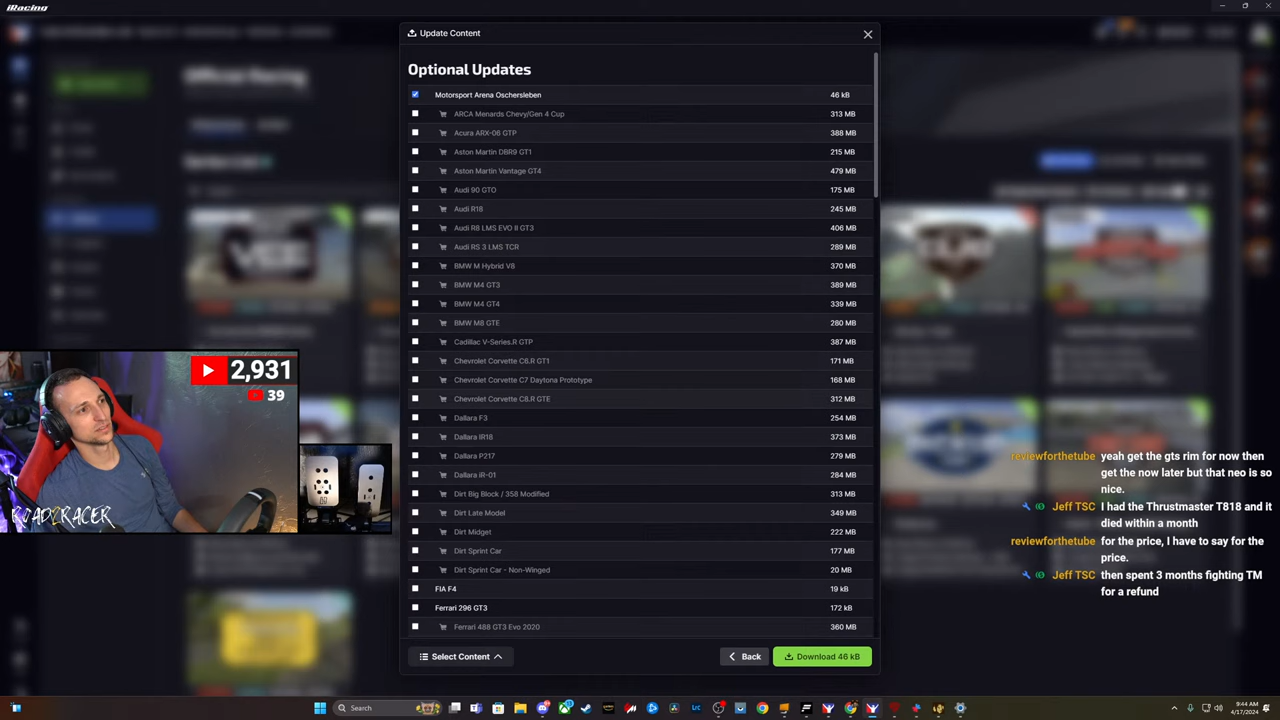 iRacing
Update Content
Optional Updates
Motorsport Arena Oschersleben 46 kB
ARCA Menards Chevy/Gen 4 Cup 313 MB
Acura ARX-06 GTP 388 MB
Aston Martin DBR9 GT1 215 MB
Aston Martin Vantage GT4 479 MB
Audi 90 GTO 175 MB
Audi R18 245 MB
Audi R8 LMS EVO II GT3 406 MB
Audi RS 3 LMS TCR 289 MB
BMW M Hybrid V8 370 MB
BMW M4 GT3 389 MB
BMW M4 GT4 339 MB
BMW M8 GTE 280 MB
Cadillac V-Series.R GTP 387 MB
Chevrolet Corvette C6.R GT1 171 MB
Chevrolet Corvette C7 Daytona Prototype 168 MB
Chevrolet Corvette C8.R GTE 312 MB
Dallara F3 254 MB
Dallara IR18 373 MB
Dallara P217 279 MB
Dallara iR-01 284 MB
Dirt Big Block / 358 Modified 313 MB
Dirt Late Model 349 MB
Dirt Midget 222 MB
Dirt Sprint Car 177 MB
Dirt Sprint Car - Non-Winged 20 MB
FIA F4 19 kB
Ferrari 296 GT3 172 kB
Ferrari 488 GT3 Evo 2020 360 MB
Select Content
Back
Download 46 kB
2,931
39
ROAD2RACER
reviewforthetube yeah get the gts rim for now then
get the now later but that neo is so
nice.
Jeff TSC I had the Thrustmaster T818 and it
died within a month
reviewforthetube for the price, I have to say for the
price.
Jeff TSC then spent 3 months fighting TM
for a refund
Search
9:44 AM
4/17/2024